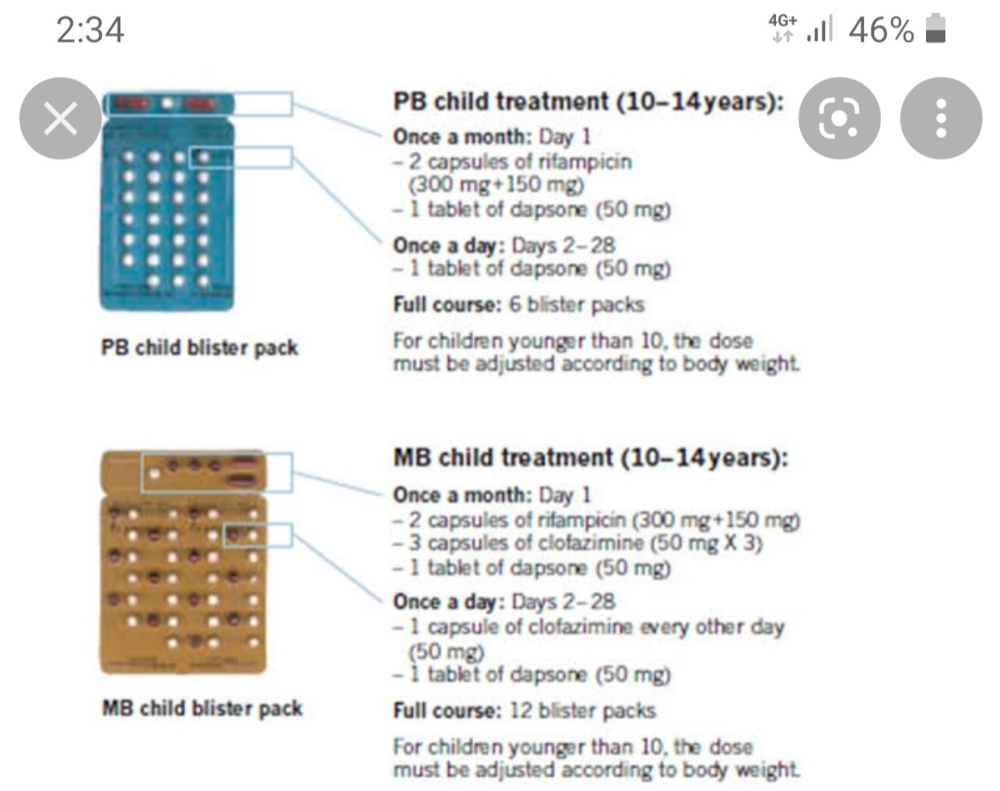 2:34
4G+
46%
PB child treatment (10–14 years):
Once a month: Day 1
– 2 capsules of rifampicin
(300 mg+150 mg)
– 1 tablet of dapsone (50 mg)
Once a day: Days 2–28
– 1 tablet of dapsone (50 mg)
Full course: 6 blister packs
For children younger than 10, the dose
must be adjusted according to body weight.
PB child blister pack
MB child treatment (10–14 years):
Once a month: Day 1
– 2 capsules of rifampicin (300 mg+150 mg)
– 3 capsules of clofazimine (50 mg X 3)
– 1 tablet of dapsone (50 mg)
Once a day: Days 2–28
– 1 capsule of clofazimine every other day
(50 mg)
– 1 tablet of dapsone (50 mg)
Full course: 12 blister packs
For children younger than 10, the dose
must be adjusted according to body weight.
MB child blister pack